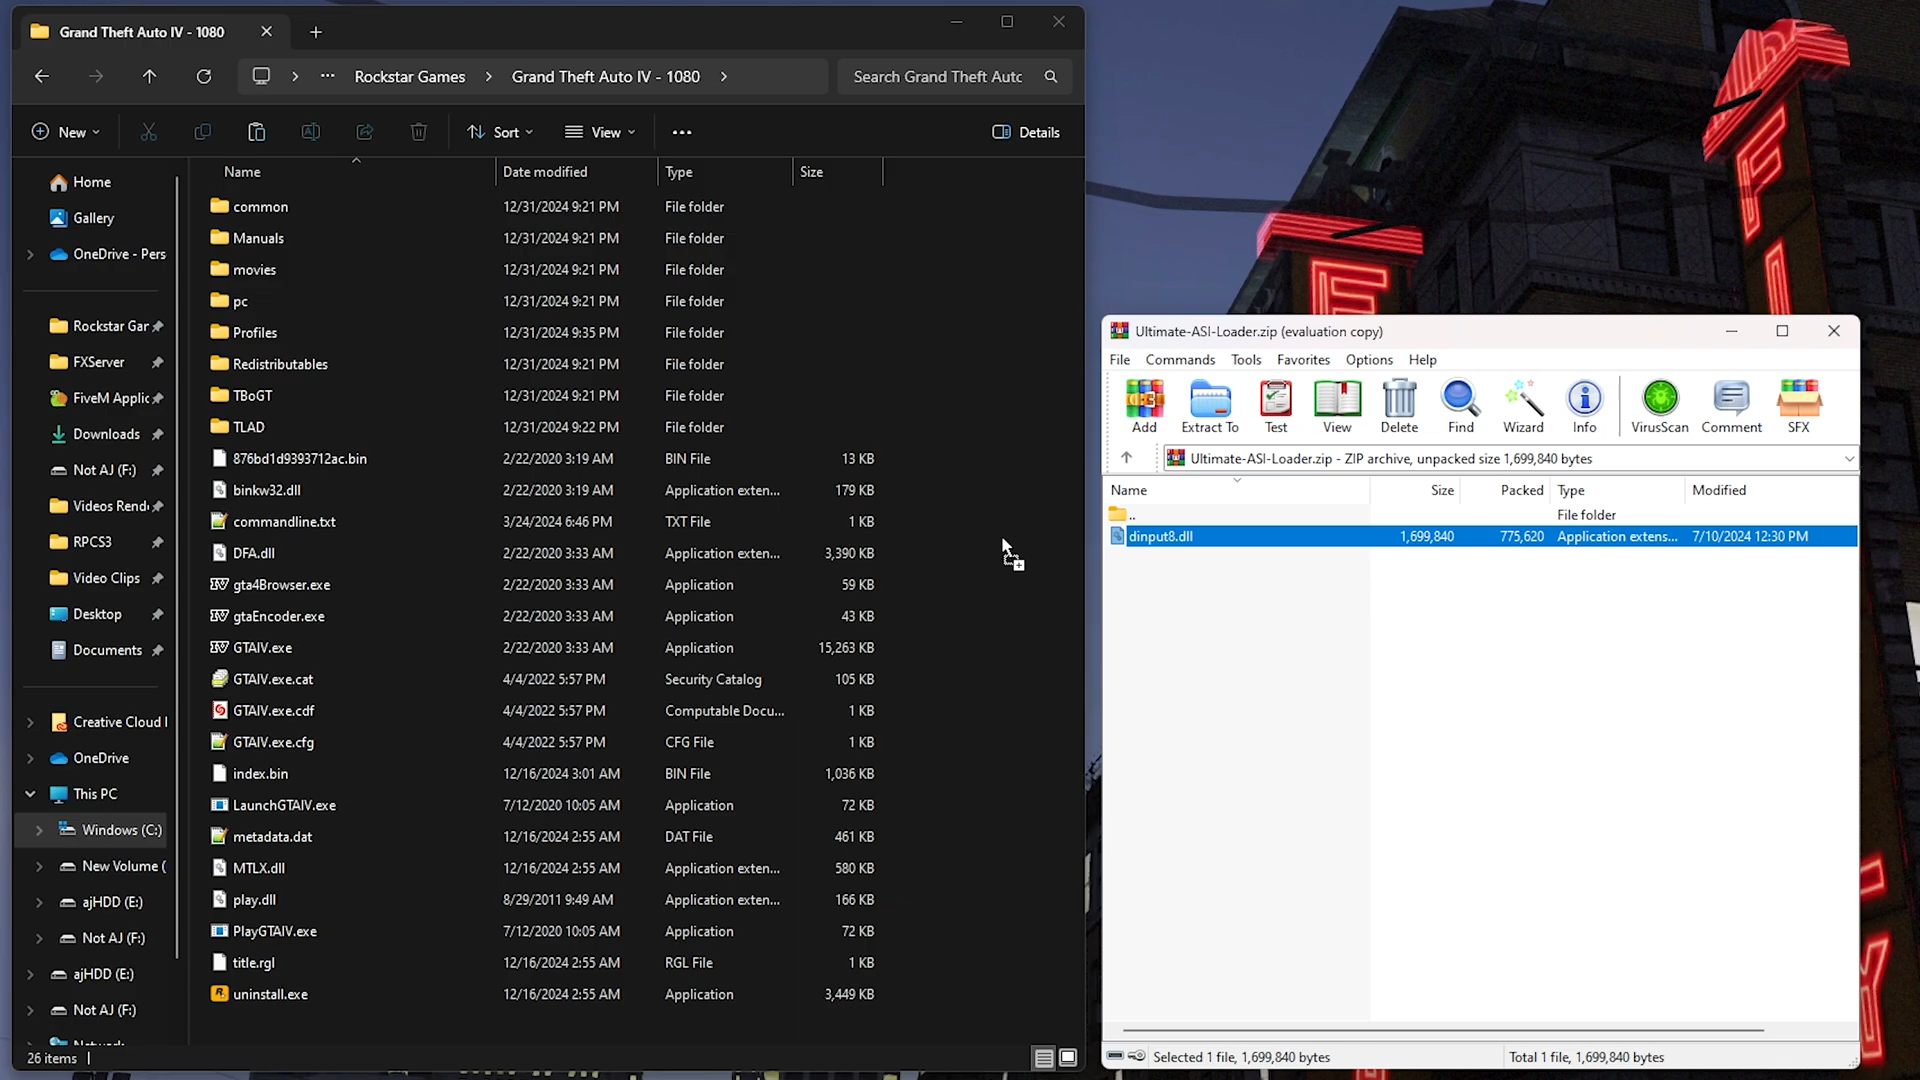 Grand Theft Auto IV - 1080
Rockstar Games > Grand Theft Auto IV - 1080 >
Search Grand Theft Autc
New
Sort
View
Details
Name Date modified Type Size
Home
Gallery
OneDrive - Pers
Rockstar Gar
FXServer
FiveM Applic
Downloads
Not AJ (F:)
Videos Rend
RPCS3
Video Clips
Desktop
Documents
Creative Cloud
OneDrive
This PC
Windows (C:)
New Volume (
ajHDD (E:)
Not AJ (F:)
ajHDD (E:)
Not AJ (F:)
common 12/31/2024 9:21 PM File folder
Manuals 12/31/2024 9:21 PM File folder
movies 12/31/2024 9:21 PM File folder
pc 12/31/2024 9:21 PM File folder
Profiles 12/31/2024 9:35 PM File folder
Redistributables 12/31/2024 9:21 PM File folder
TBoGT 12/31/2024 9:21 PM File folder
TLAD 12/31/2024 9:22 PM File folder
876bd1d9393712ac.bin 2/22/2020 3:19 AM BIN File 13 KB
binkw32.dll 2/22/2020 3:19 AM Application exten... 179 KB
commandline.txt 3/24/2024 6:46 PM TXT File 1 KB
DFA.dll 2/22/2020 3:33 AM Application exten... 3,390 KB
gta4Browser.exe 2/22/2020 3:33 AM Application 59 KB
gtaEncoder.exe 2/22/2020 3:33 AM Application 43 KB
GTAIV.exe 2/22/2020 3:33 AM Application 15,263 KB
GTAIV.exe.cat 4/4/2022 5:57 PM Security Catalog 105 KB
GTAIV.exe.cdf 4/4/2022 5:57 PM Computable Docu... 1 KB
GTAIV.exe.cfg 4/4/2022 5:57 PM CFG File 1 KB
index.bin 12/16/2024 3:01 AM BIN File 1,036 KB
LaunchGTAIV.exe 7/12/2020 10:05 AM Application 72 KB
metadata.dat 12/16/2024 2:55 AM DAT File 461 KB
MTLX.dll 12/16/2024 2:55 AM Application exten... 580 KB
play.dll 8/29/2011 9:49 AM Application exten... 166 KB
PlayGTAIV.exe 7/12/2020 10:05 AM Application 72 KB
title.rgl 12/16/2024 2:55 AM RGL File 1 KB
uninstall.exe 12/16/2024 2:55 AM Application 3,449 KB
26 items
Ultimate-ASI-Loader.zip (evaluation copy)
File Commands Tools Favorites Options Help
Add Extract To Test View Delete Find Wizard Info VirusScan Comment SFX
Ultimate-ASI-Loader.zip - ZIP archive, unpacked size 1,699,840 bytes
Name Size Packed Type Modified
.. File folder
dinput8.dll 1,699,840 775,620 Application extens... 7/10/2024 12:30 PM
Selected 1 file, 1,699,840 bytes
Total 1 file, 1,699,840 bytes